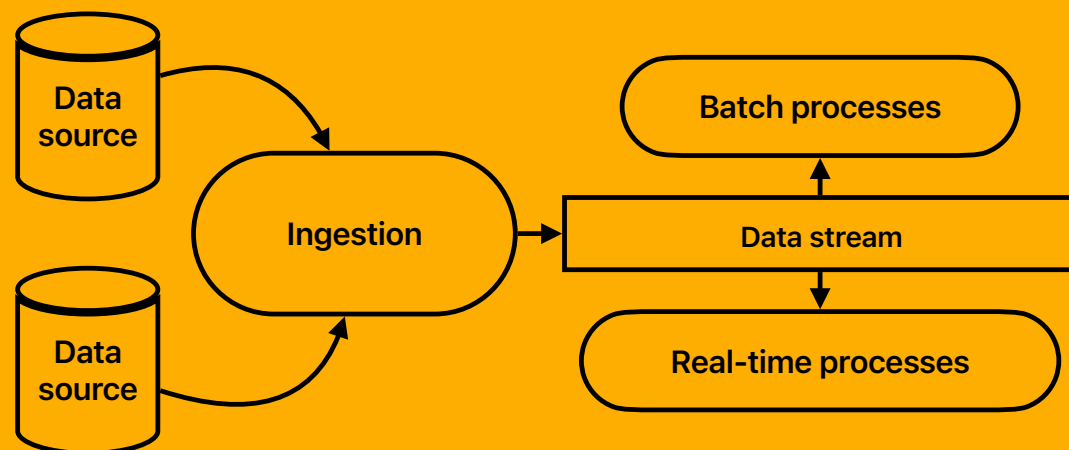 Data
source
Batch processes
Ingestion
Data stream
Data
source
Real-time processes